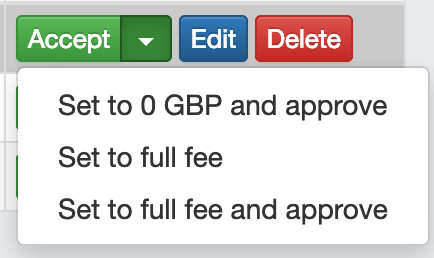 Accept Edit Delete
Set to 0 GBP and approve
Set to full fee
Set to full fee and approve